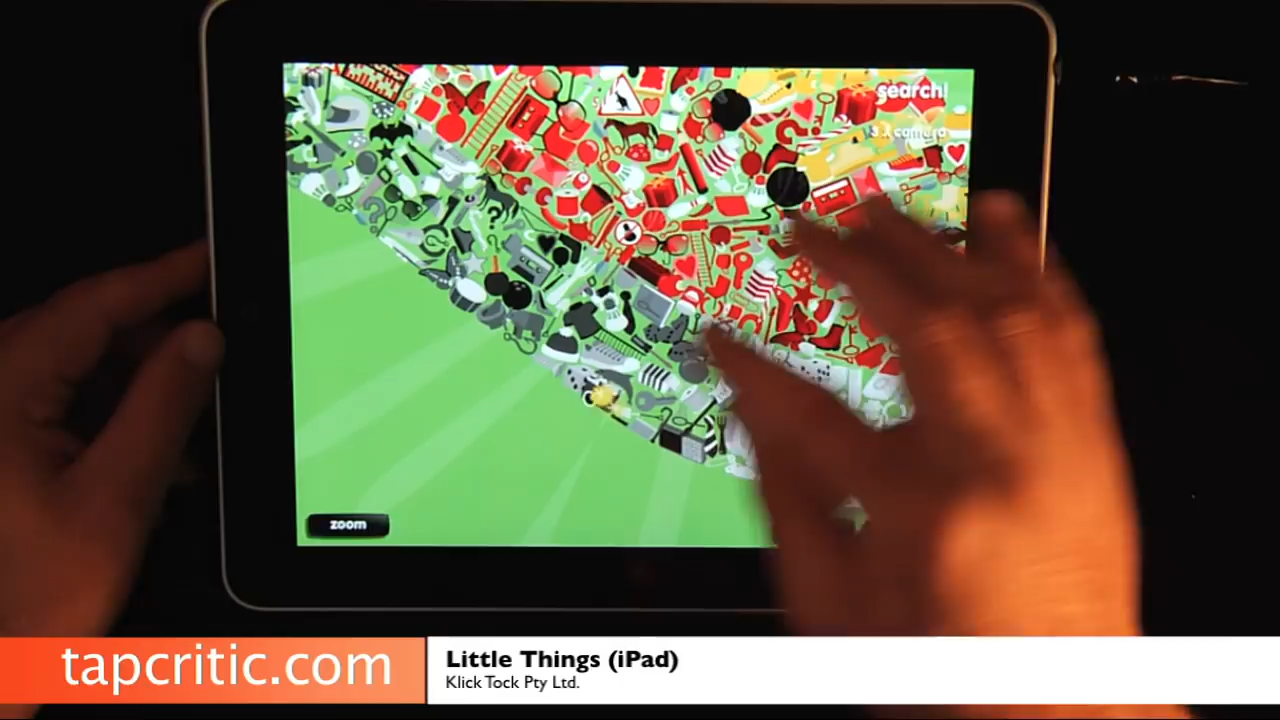 search!
3 x camera
zoom
tapcritic.com
Little Things (iPad)
Klick Tock Pty Ltd.